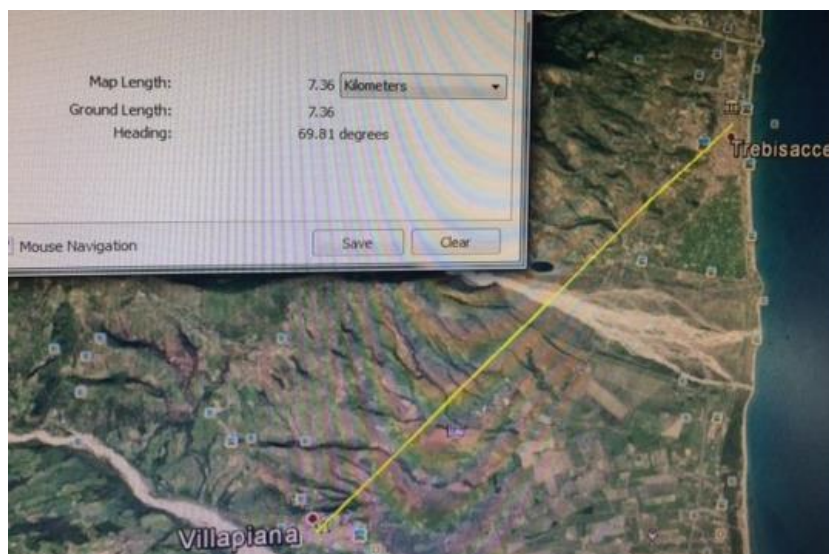 Map Length: 7.36 Kilometers
Ground Length: 7.36
Heading: 69.81 degrees
Mouse Navigation
Save Clear
Trebisacce
Villapiana